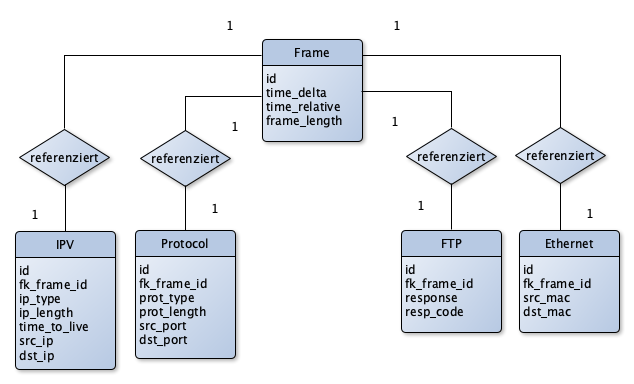 1
1
Frame
id
time_delta
time_relative
frame_length
1
1
referenziert
referenziert
referenziert
referenziert
1
1
1
1
IPV
id
fk_frame_id
ip_type
ip_length
time_to_live
src_ip
dst_ip
Protocol
id
fk_frame_id
prot_type
prot_length
src_port
dst_port
FTP
id
fk_frame_id
response
resp_code
Ethernet
id
fk_frame_id
src_mac
dst_mac